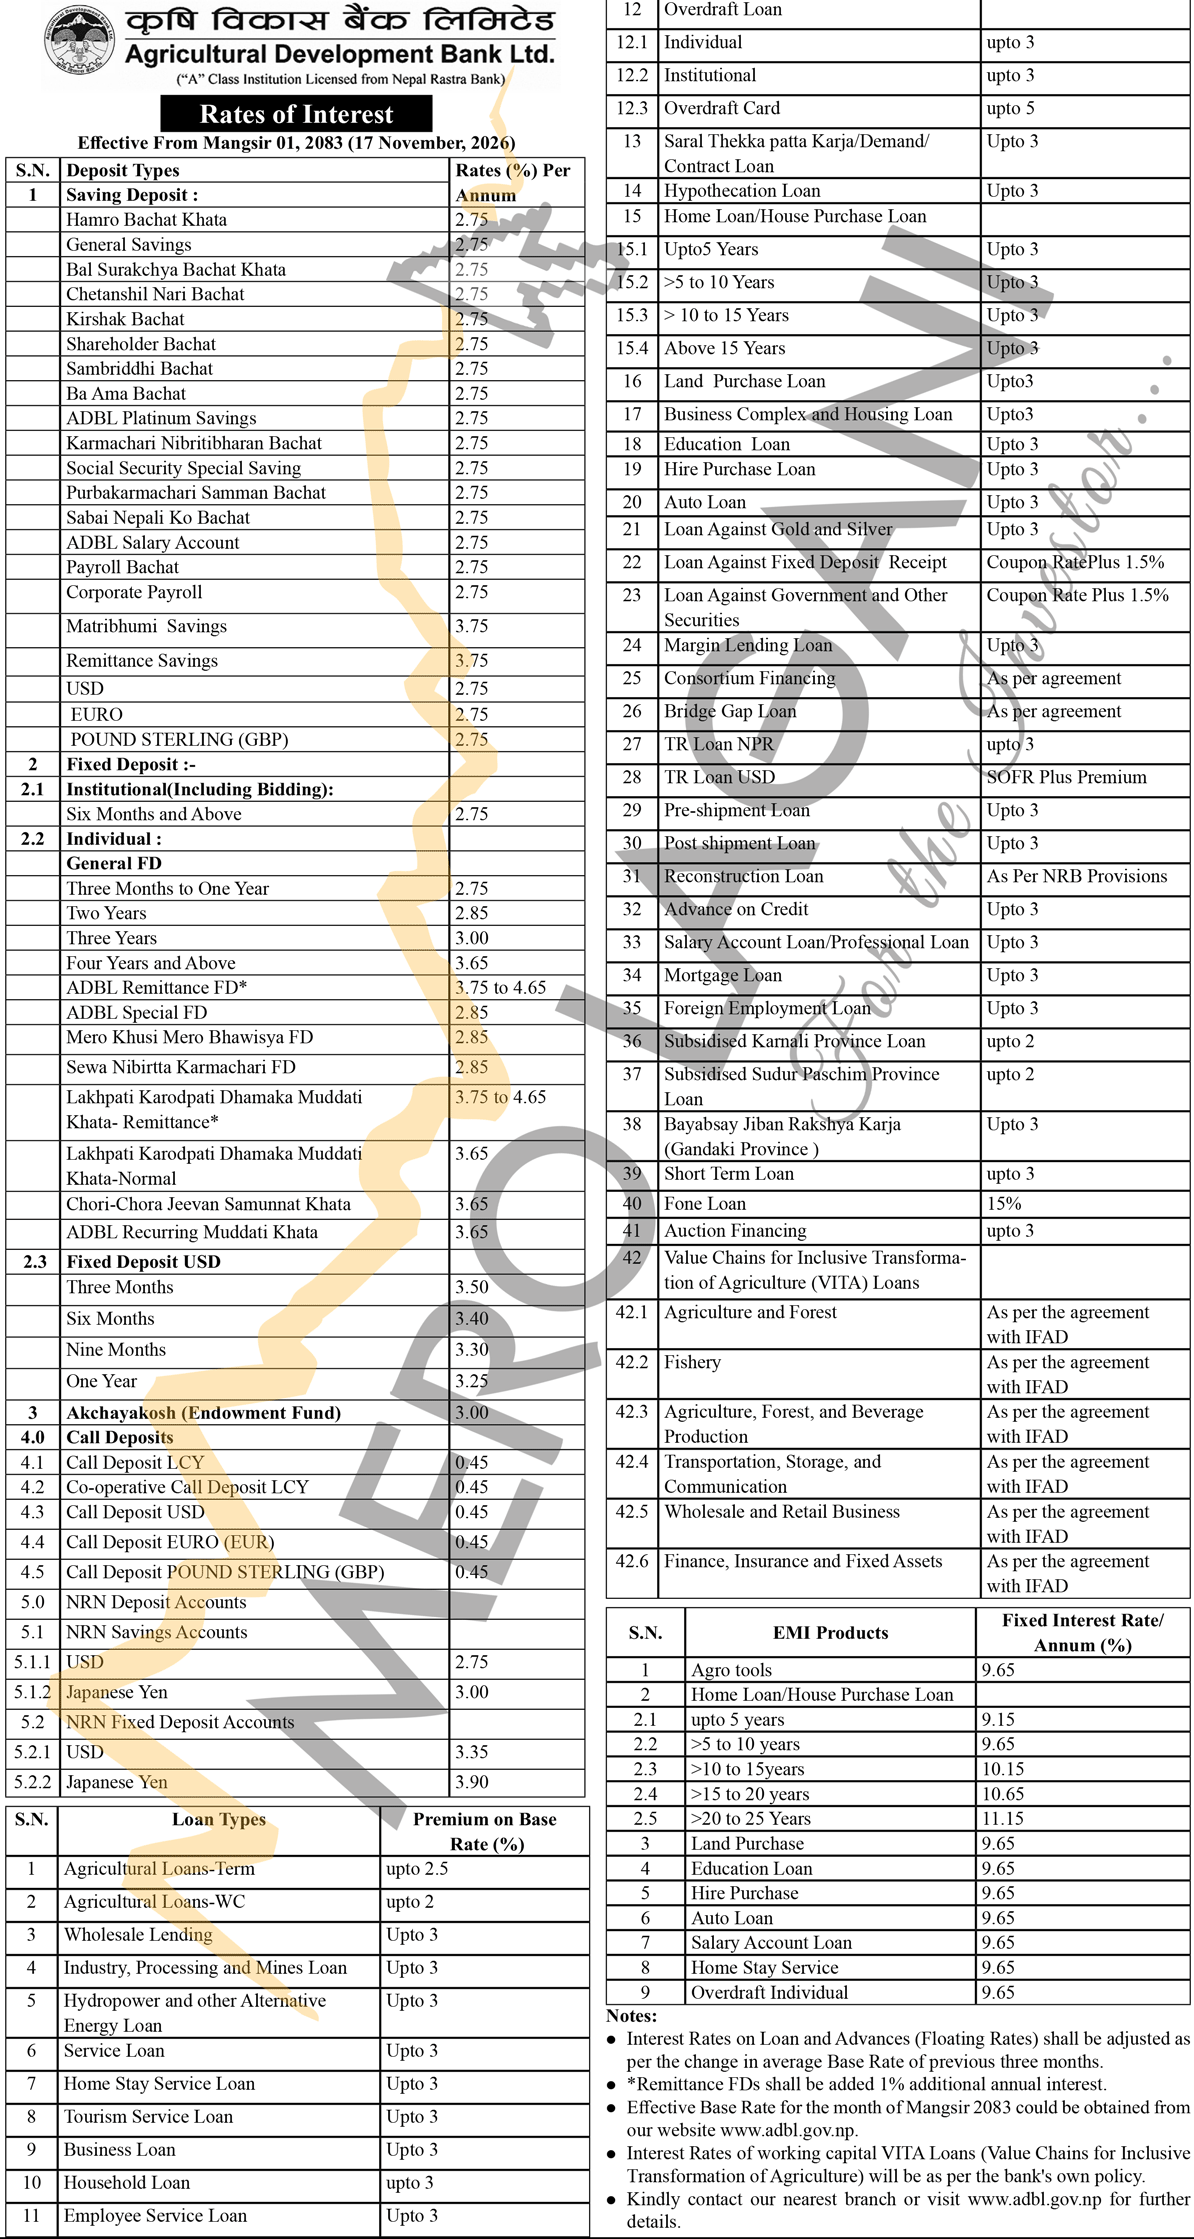 कृषि विकास बैंक लिमिटेड
Agricultural Development Bank Ltd.
("A" Class Institution Licensed from Nepal Rastra Bank)
Rates of Interest
Effective From Mangsir 01, 2083 (17 November, 2026)
S.N. Deposit Types Rates (%) Per Annum
1 Saving Deposit :
Hamro Bachat Khata 2.75
General Savings 2.75
Bal Surakchya Bachat Khata 2.75
Chetanshil Nari Bachat 2.75
Kirshak Bachat 2.75
Shareholder Bachat 2.75
Sambriddhi Bachat 2.75
Ba Ama Bachat 2.75
ADBL Platinum Savings 2.75
Karmachari Nibritibharan Bachat 2.75
Social Security Special Saving 2.75
Purbakarmachari Samman Bachat 2.75
Sabai Nepali Ko Bachat 2.75
ADBL Salary Account 2.75
Payroll Bachat 2.75
Corporate Payroll 2.75
Matribhumi Savings 3.75
Remittance Savings 3.75
USD 2.75
EURO 2.75
POUND STERLING (GBP) 2.75
2 Fixed Deposit :-
2.1 Institutional(Including Bidding):
Six Months and Above 2.75
2.2 Individual :
General FD
Three Months to One Year 2.75
Two Years 2.85
Three Years 3.00
Four Years and Above 3.65
ADBL Remittance FD* 3.75 to 4.65
ADBL Special FD 2.85
Mero Khusi Mero Bhawisya FD 2.85
Sewa Nibirtta Karmachari FD 2.85
Lakhpati Karodpati Dhamaka Muddati 3.75 to 4.65
Khata- Remittance*
Lakhpati Karodpati Dhamaka Muddati 3.65
Khata-Normal
Chori-Chora Jeevan Samunnat Khata 3.65
ADBL Recurring Muddati Khata 3.65
2.3 Fixed Deposit USD
Three Months 3.50
Six Months 3.40
Nine Months 3.30
One Year 3.25
3 Akchayakosh (Endowment Fund) 3.00
4.0 Call Deposits
4.1 Call Deposit LCY 0.45
4.2 Co-operative Call Deposit LCY 0.45
4.3 Call Deposit USD 0.45
4.4 Call Deposit EURO (EUR) 0.45
4.5 Call Deposit POUND STERLING (GBP) 0.45
5.0 NRN Deposit Accounts
5.1 NRN Savings Accounts
5.1.1 USD 2.75
5.1.2 Japanese Yen 3.00
5.2 NRN Fixed Deposit Accounts
5.2.1 USD 3.35
5.2.2 Japanese Yen 3.90
S.N. Loan Types Premium on Base
Rate (%)
1 Agricultural Loans-Term upto 2.5
2 Agricultural Loans-WC upto 2
3 Wholesale Lending Upto 3
4 Industry, Processing and Mines Loan Upto 3
5 Hydropower and other Alternative Upto 3
Energy Loan
6 Service Loan Upto 3
7 Home Stay Service Loan Upto 3
8 Tourism Service Loan Upto 3
9 Business Loan Upto 3
10 Household Loan upto 3
11 Employee Service Loan Upto 3
12 Overdraft Loan
12.1 Individual upto 3
12.2 Institutional upto 3
12.3 Overdraft Card upto 5
13 Saral Thekka patta Karja/Demand/ Upto 3
Contract Loan
14 Hypothecation Loan Upto 3
15 Home Loan/House Purchase Loan
15.1 Upto5 Years Upto 3
15.2 >5 to 10 Years Upto 3
15.3 > 10 to 15 Years Upto 3
15.4 Above 15 Years Upto 3
16 Land Purchase Loan Upto3
17 Business Complex and Housing Loan Upto3
18 Education Loan Upto 3
19 Hire Purchase Loan Upto 3
20 Auto Loan Upto 3
21 Loan Against Gold and Silver Upto 3
22 Loan Against Fixed Deposit Receipt Coupon RatePlus 1.5%
23 Loan Against Government and Other Coupon Rate Plus 1.5%
Securities
24 Margin Lending Loan Upto 3
25 Consortium Financing As per agreement
26 Bridge Gap Loan As per agreement
27 TR Loan NPR upto 3
28 TR Loan USD SOFR Plus Premium
29 Pre-shipment Loan Upto 3
30 Post shipment Loan Upto 3
31 Reconstruction Loan As Per NRB Provisions
32 Advance on Credit Upto 3
33 Salary Account Loan/Professional Loan Upto 3
34 Mortgage Loan Upto 3
35 Foreign Employment Loan Upto 3
36 Subsidised Karnali Province Loan upto 2
37 Subsidised Sudur Paschim Province upto 2
Loan
38 Bayabsay Jiban Rakshya Karja Upto 3
(Gandaki Province )
39 Short Term Loan upto 3
40 Fone Loan 15%
41 Auction Financing upto 3
42 Value Chains for Inclusive Transforma-
tion of Agriculture (VITA) Loans
42.1 Agriculture and Forest As per the agreement
with IFAD
42.2 Fishery As per the agreement
with IFAD
42.3 Agriculture, Forest, and Beverage As per the agreement
Production with IFAD
42.4 Transportation, Storage, and As per the agreement
Communication with IFAD
42.5 Wholesale and Retail Business As per the agreement
with IFAD
42.6 Finance, Insurance and Fixed Assets As per the agreement
with IFAD
S.N. EMI Products Fixed Interest Rate/
Annum (%)
1 Agro tools 9.65
2 Home Loan/House Purchase Loan
2.1 upto 5 years 9.15
2.2 >5 to 10 years 9.65
2.3 >10 to 15years 10.15
2.4 >15 to 20 years 10.65
2.5 >20 to 25 Years 11.15
3 Land Purchase 9.65
4 Education Loan 9.65
5 Hire Purchase 9.65
6 Auto Loan 9.65
7 Salary Account Loan 9.65
8 Home Stay Service 9.65
9 Overdraft Individual 9.65
Notes:
● Interest Rates on Loan and Advances (Floating Rates) shall be adjusted as
per the change in average Base Rate of previous three months.
● *Remittance FDs shall be added 1% additional annual interest.
● Effective Base Rate for the month of Mangsir 2083 could be obtained from
our website www.adbl.gov.np.
● Interest Rates of working capital VITA Loans (Value Chains for Inclusive
Transformation of Agriculture) will be as per the bank's own policy.
● Kindly contact our nearest branch or visit www.adbl.gov.np for further
details.
MERO LAGANI
For the Investor...